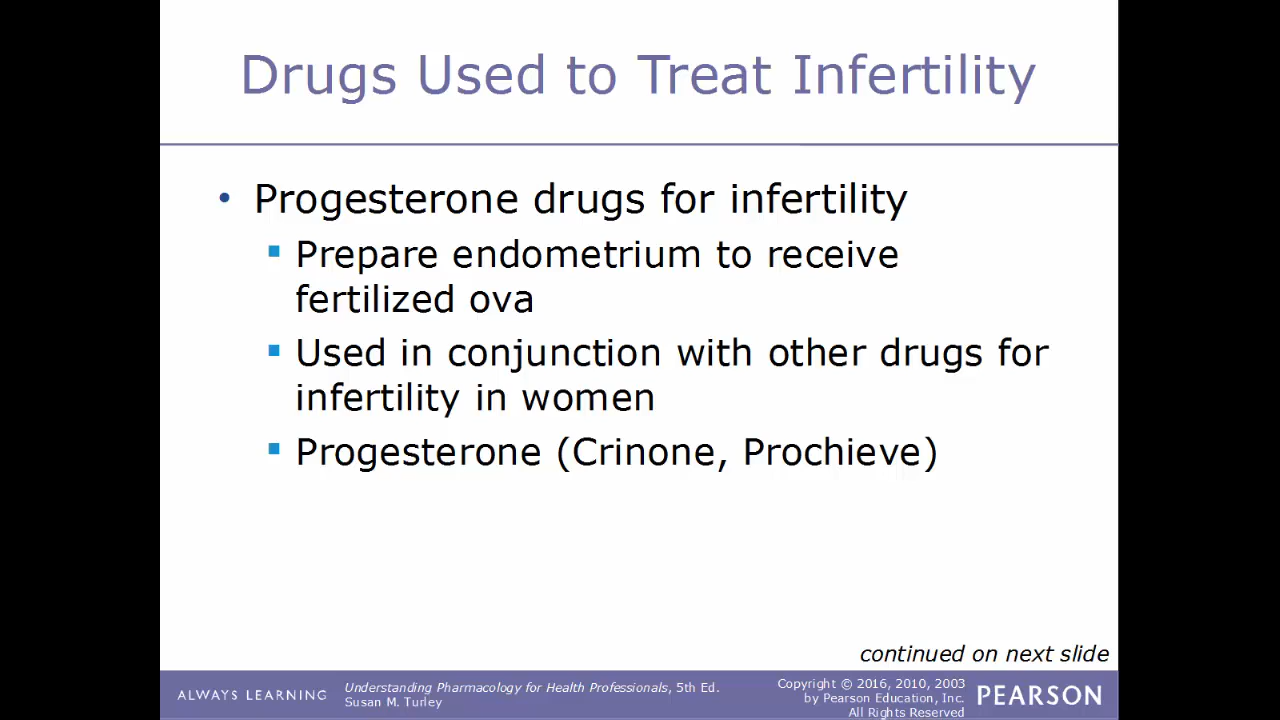 Drugs Used to Treat Infertility
• Progesterone drugs for infertility
▪ Prepare endometrium to receive
fertilized ova
▪ Used in conjunction with other drugs for
infertility in women
▪ Progesterone (Crinone, Prochieve)
continued on next slide
ALWAYS LEARNING
Understanding Pharmacology for Health Professionals, 5th Ed.
Susan M. Turley
Copyright © 2016, 2010, 2003
by Pearson Education, Inc.
All Rights Reserved
PEARSON